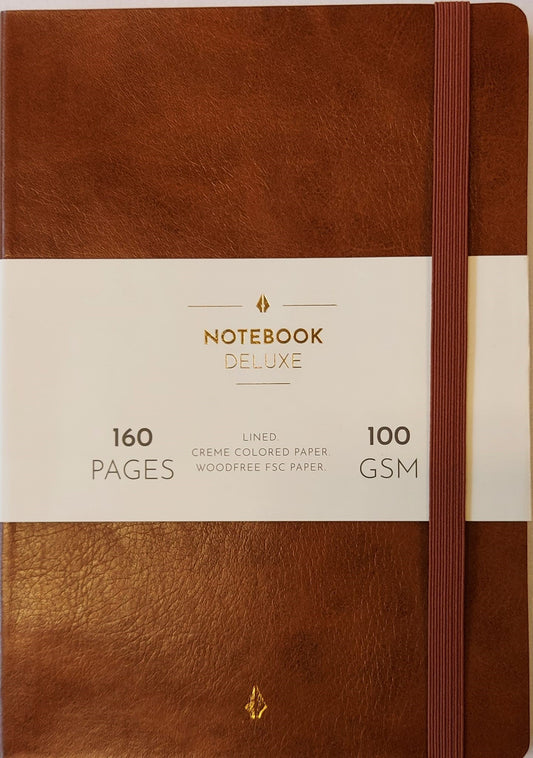 NOTEBOOK
DELUXE
160
PAGES
LINED.
CREME COLORED PAPER.
WOODFREE FSC PAPER.
100
GSM